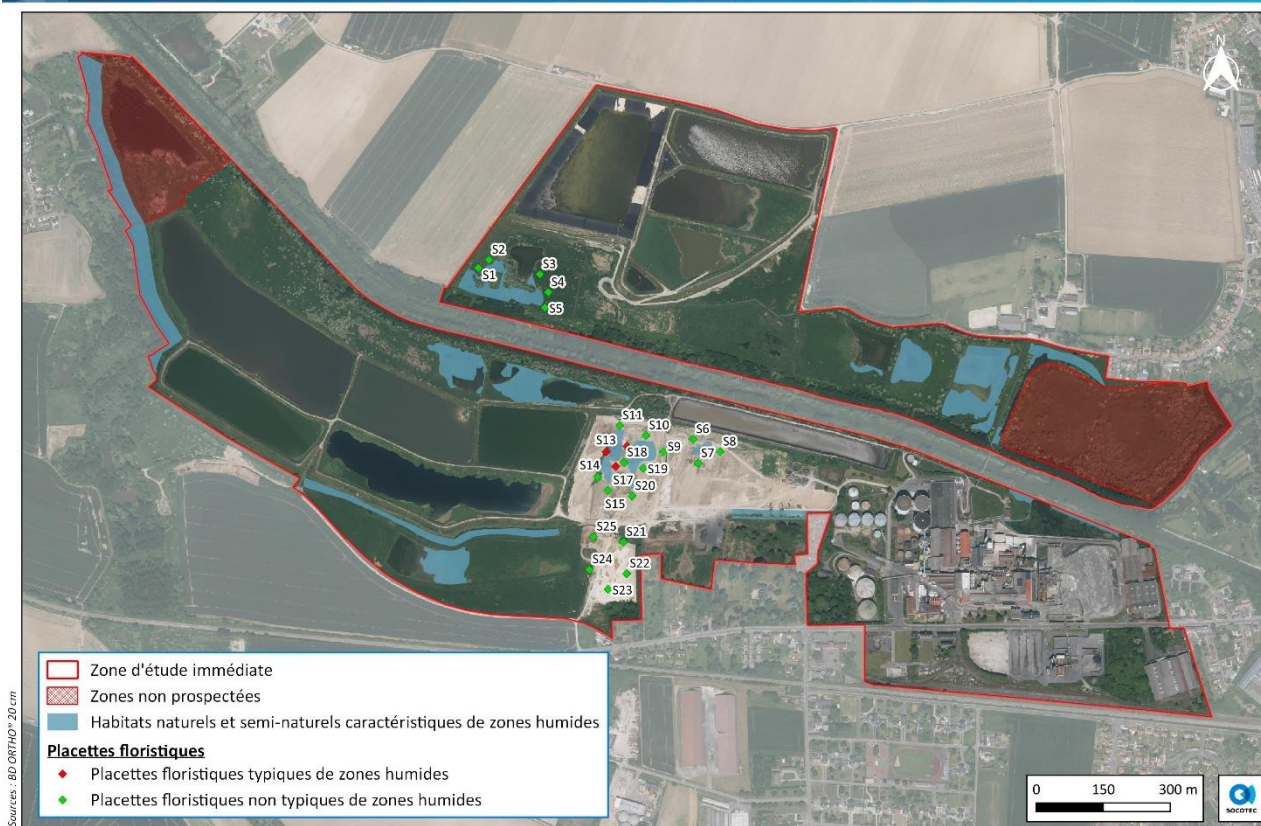 N
S2
S1
S3
S4
S5
S11
S10
S6
S13
S18
S9
S7
S8
S14
S17
S19
S15
S20
S25
S21
S24
S22
S23
Zone d'étude immédiate
Zones non prospectées
Habitats naturels et semi-naturels caractéristiques de zones humides
Placettes floristiques
Placettes floristiques typiques de zones humides
Placettes floristiques non typiques de zones humides
0 150 300 m
SOCOTEC
Sources : BD ORTHO® 20 cm